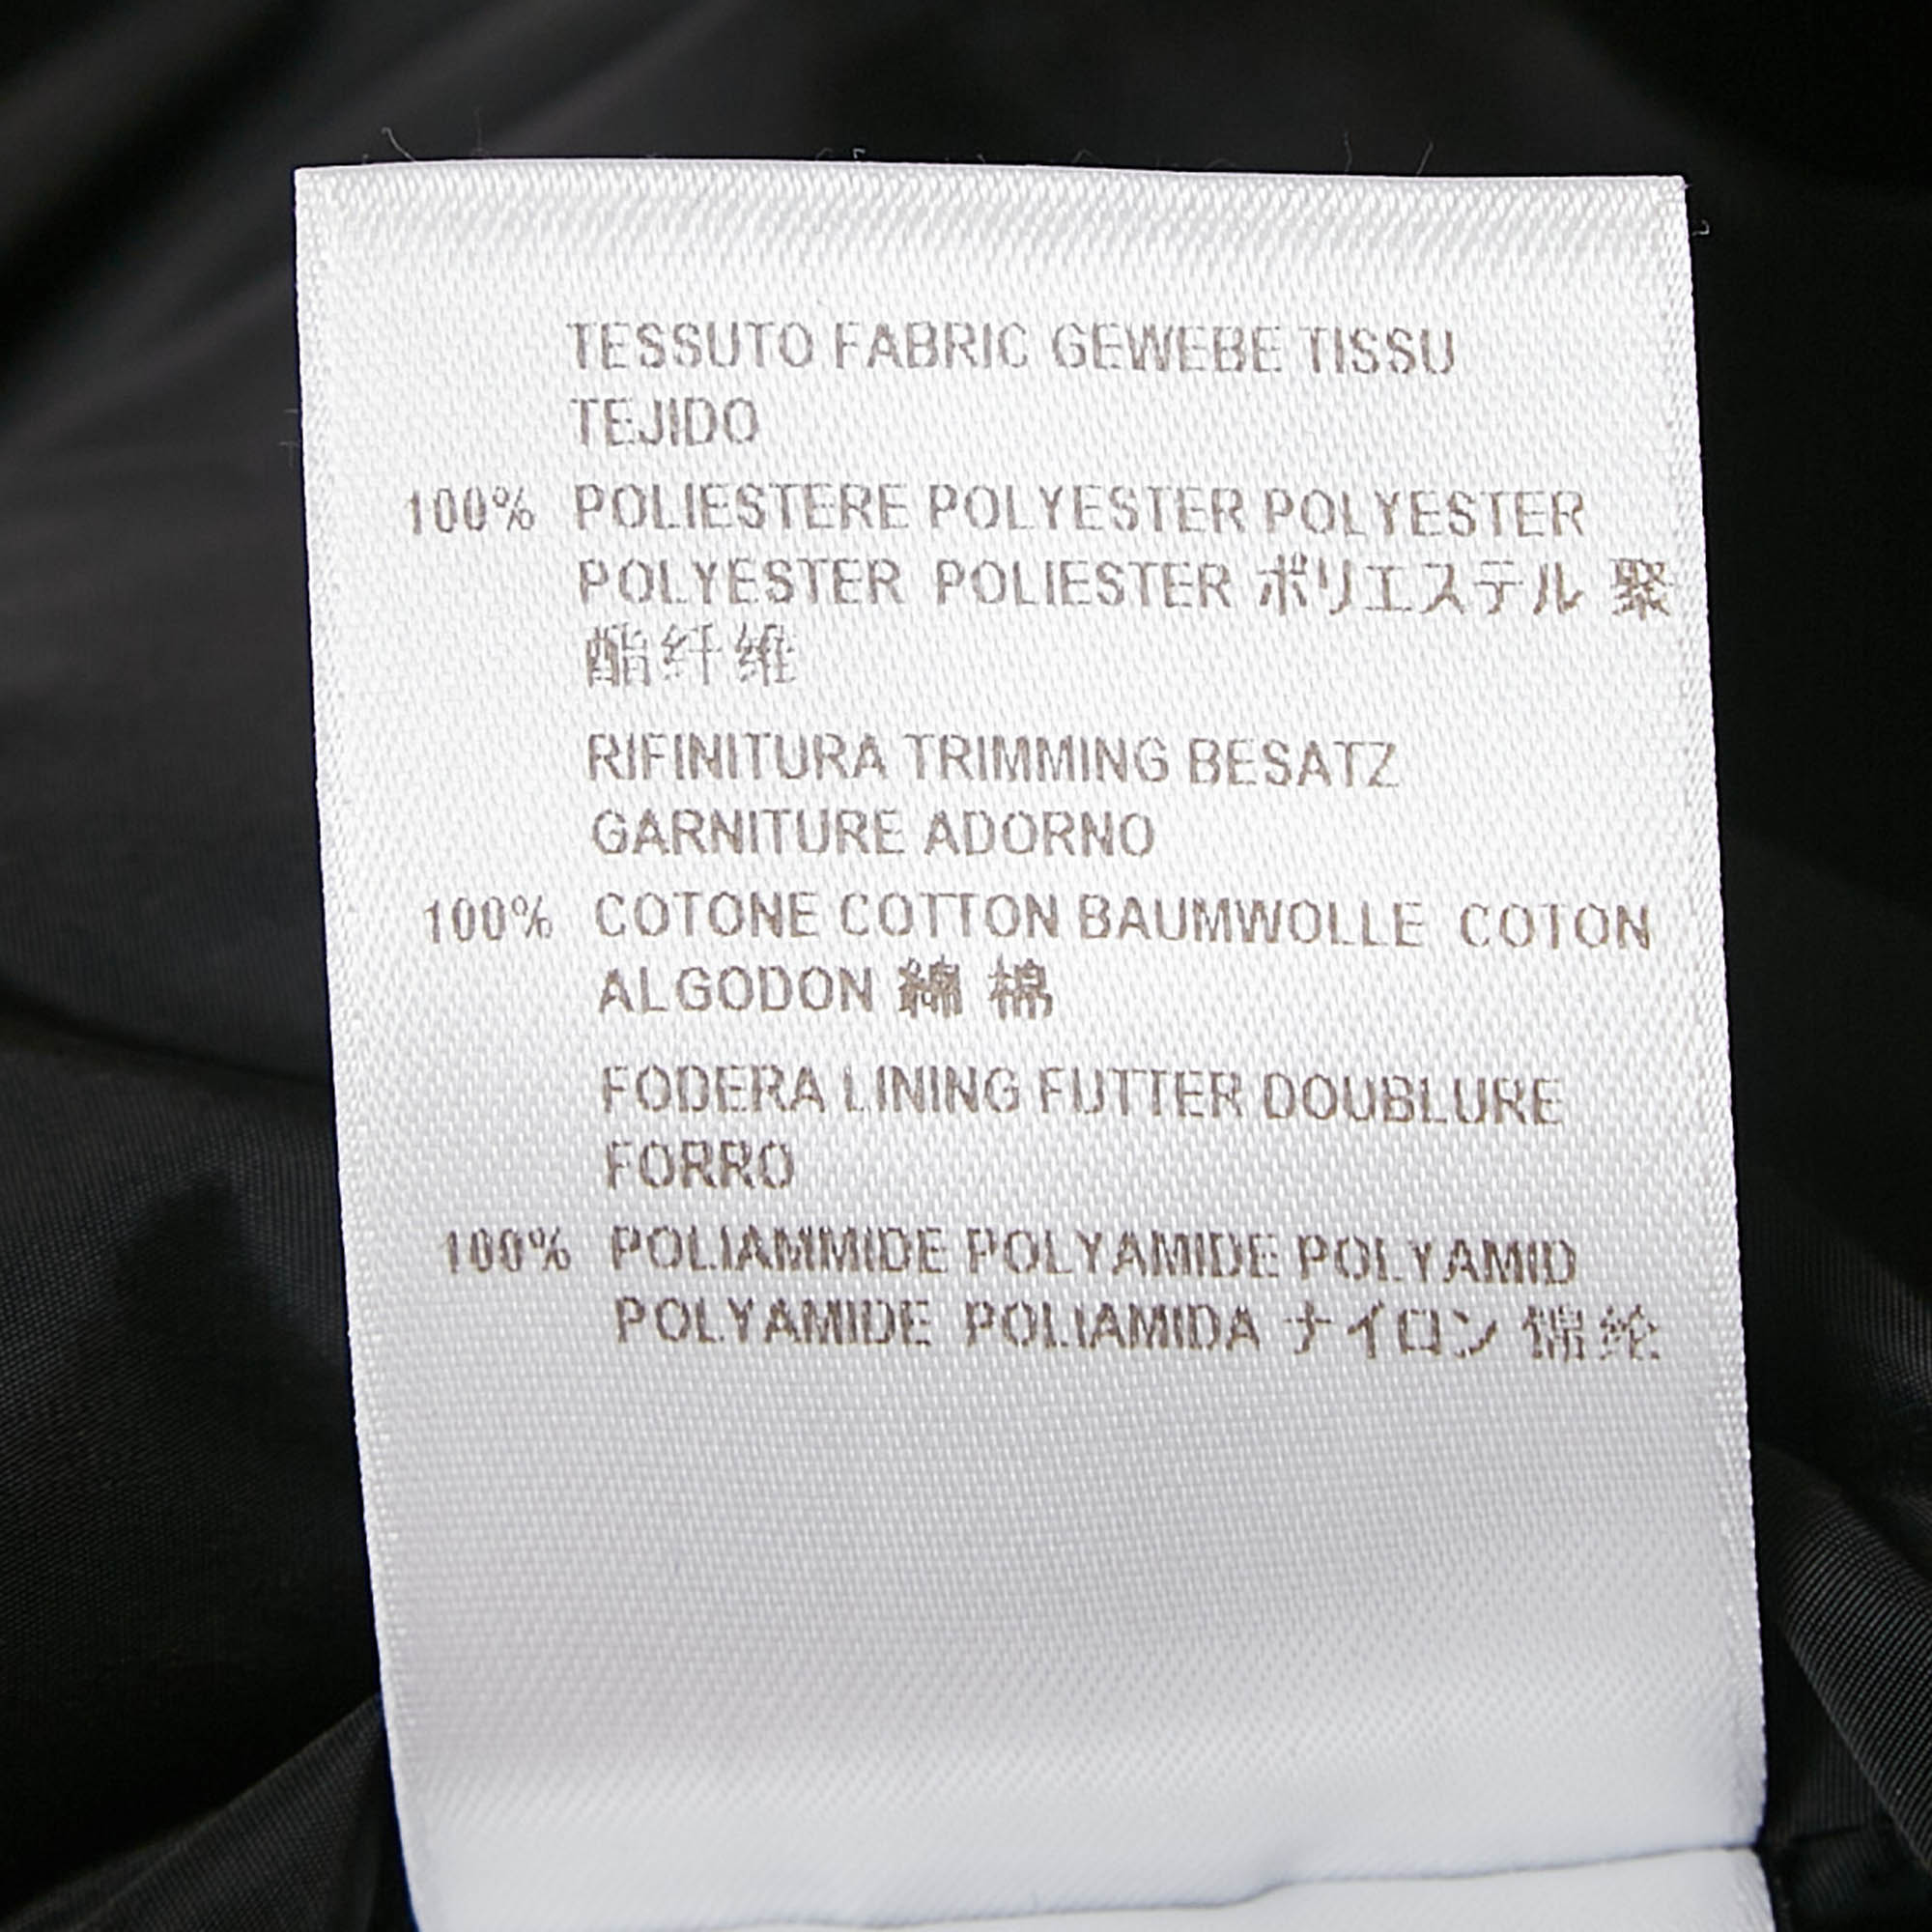 TESSUTO FABRIC GEWEBE TISSU
TEJIDO
100% POLIESTERE POLYESTER POLYESTER
POLYESTER POLIESTER ポリエステル 聚
酯纤维
RIFINITURA TRIMMING BESATZ
GARNITURE ADORNO
100% COTONE COTTON BAUMWOLLE COTON
ALGODON 綿 棉
FODERA LINING FUTTER DOUBLURE
FORRO
100% POLIAMMIDE POLYAMIDE POLYAMID
POLYAMIDE POLIAMIDA ナイロン 锦纶